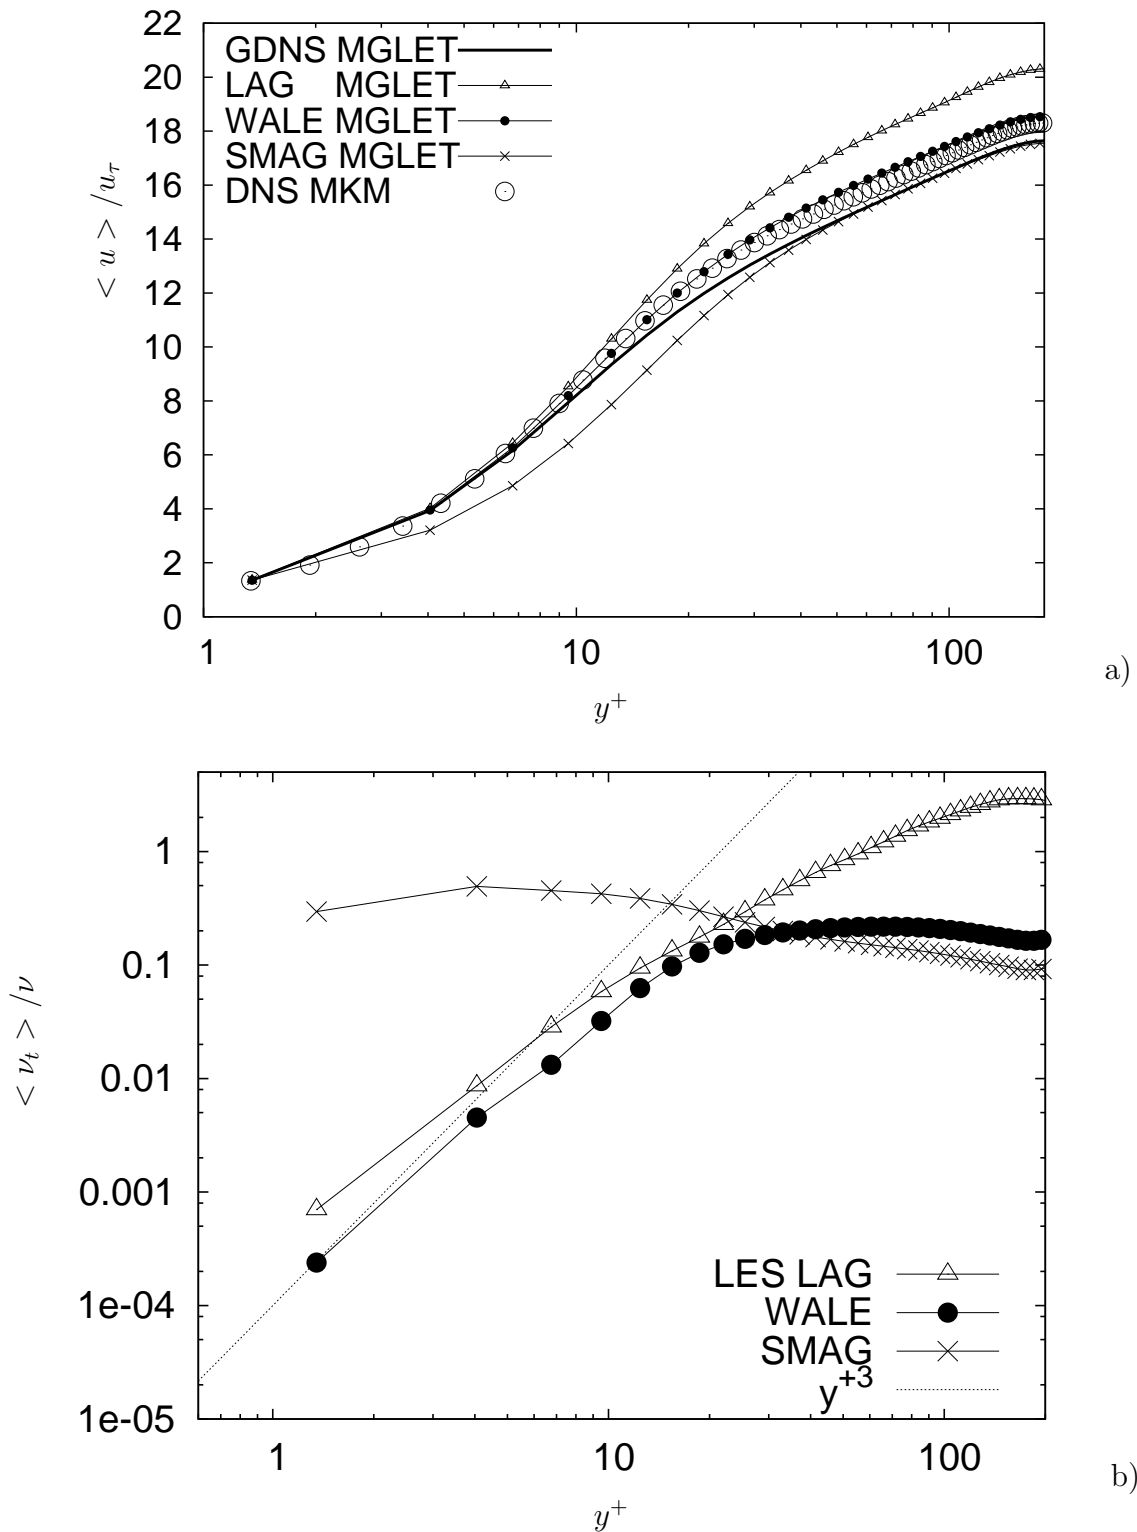 22
20
18
16
14
12
10
8
6
4
2
0
< u > /u_τ
GDNS MGLET
LAG MGLET
WALE MGLET
SMAG MGLET
DNS MKM
1 10 100
y^+
a)
1
0.1
0.01
0.001
1e-04
1e-05
< ν_t > /ν
LES LAG
WALE
SMAG
y^+3
1 10 100
y^+
b)